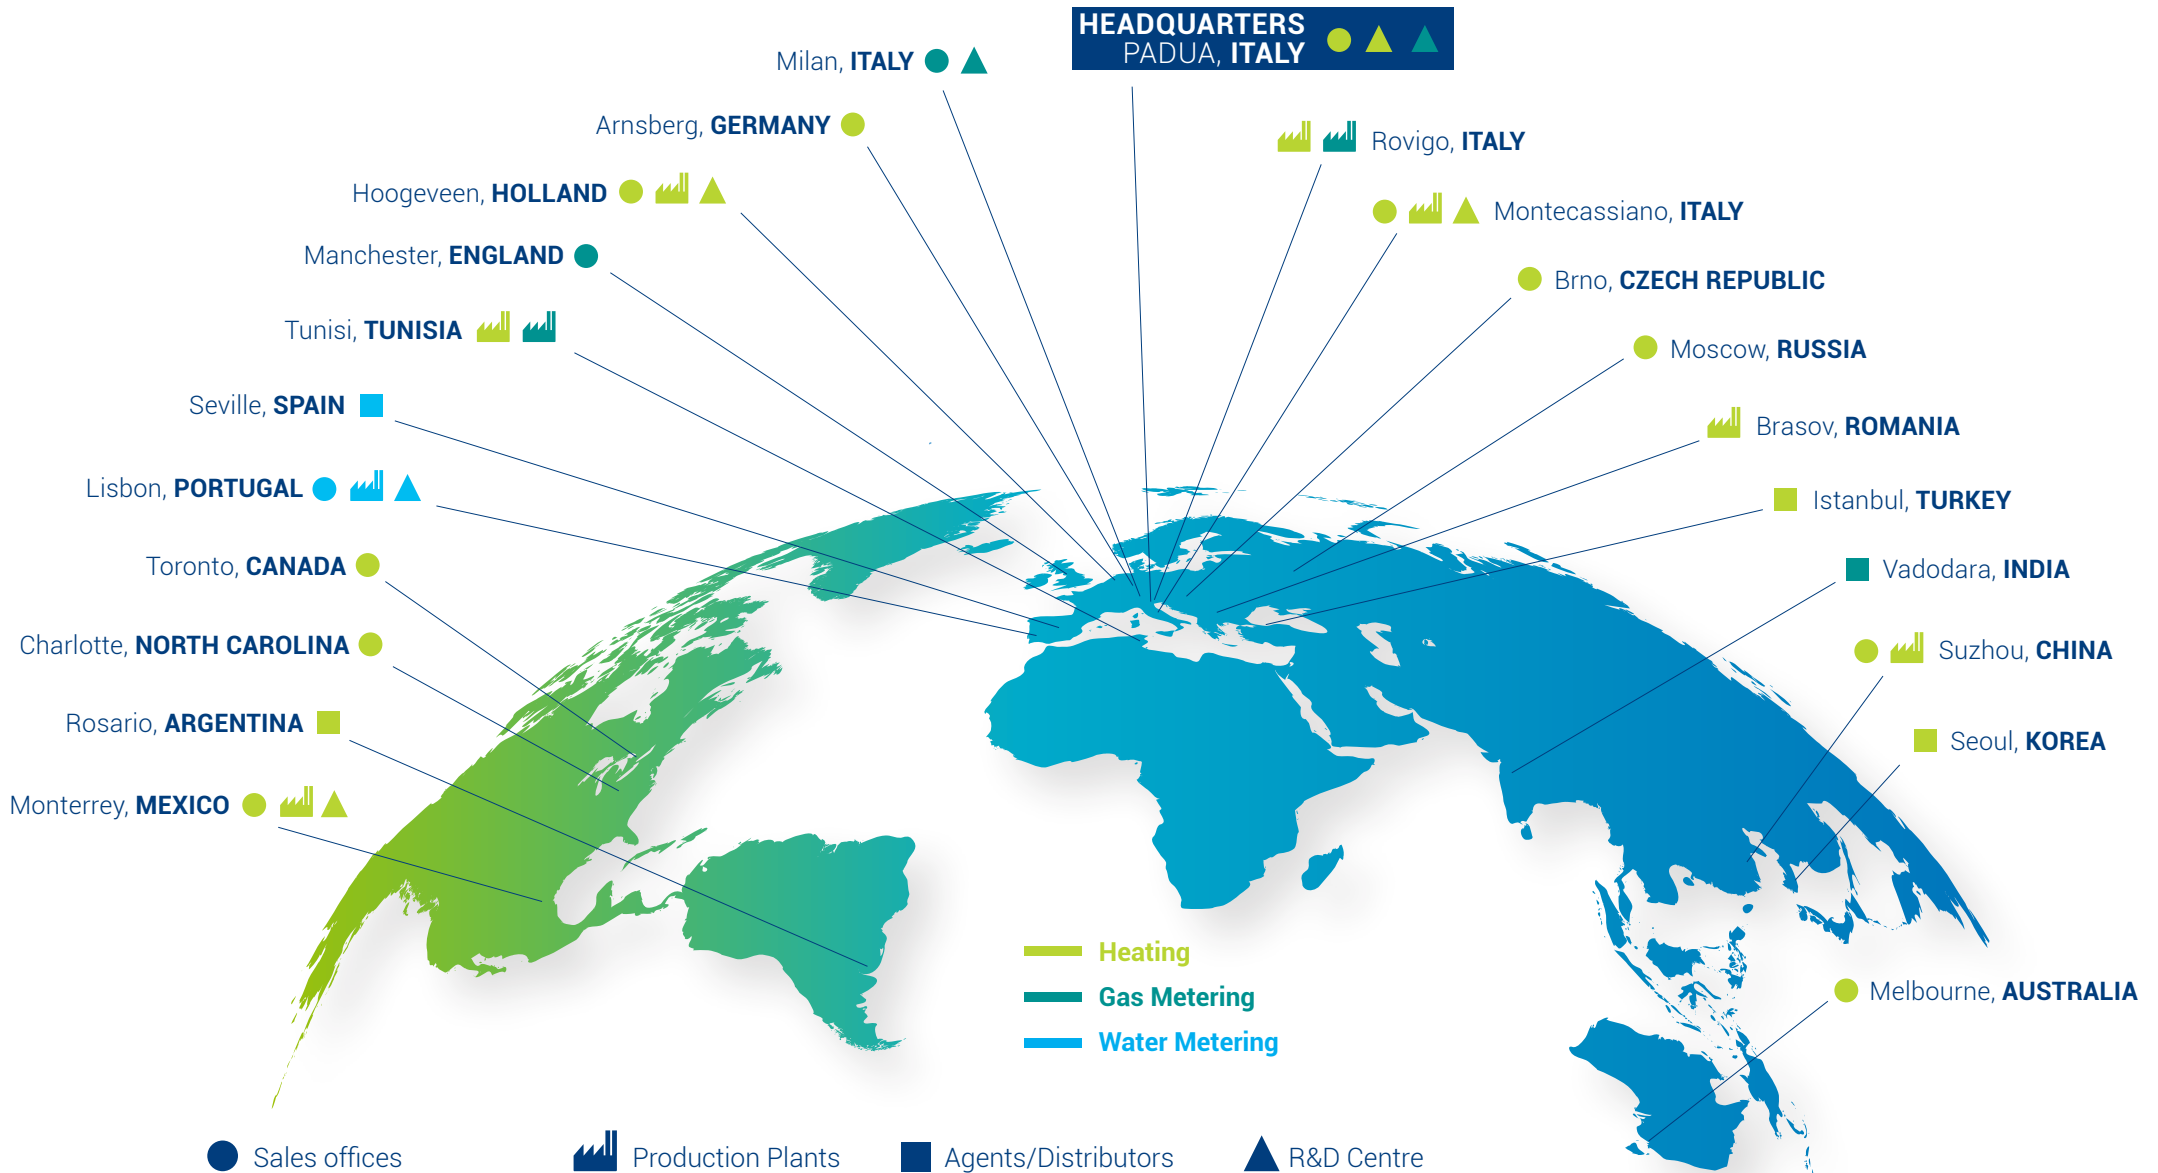 HEADQUARTERS
PADUA, ITALY
Milan, ITALY
Arnsberg, GERMANY
Hoogeveen, HOLLAND
Manchester, ENGLAND
Tunisi, TUNISIA
Seville, SPAIN
Lisbon, PORTUGAL
Toronto, CANADA
Charlotte, NORTH CAROLINA
Rosario, ARGENTINA
Monterrey, MEXICO
Rovigo, ITALY
Montecassiano, ITALY
Brno, CZECH REPUBLIC
Moscow, RUSSIA
Brasov, ROMANIA
Istanbul, TURKEY
Vadodara, INDIA
Suzhou, CHINA
Seoul, KOREA
Melbourne, AUSTRALIA
Heating
Gas Metering
Water Metering
Sales offices
Production Plants
Agents/Distributors
R&D Centre